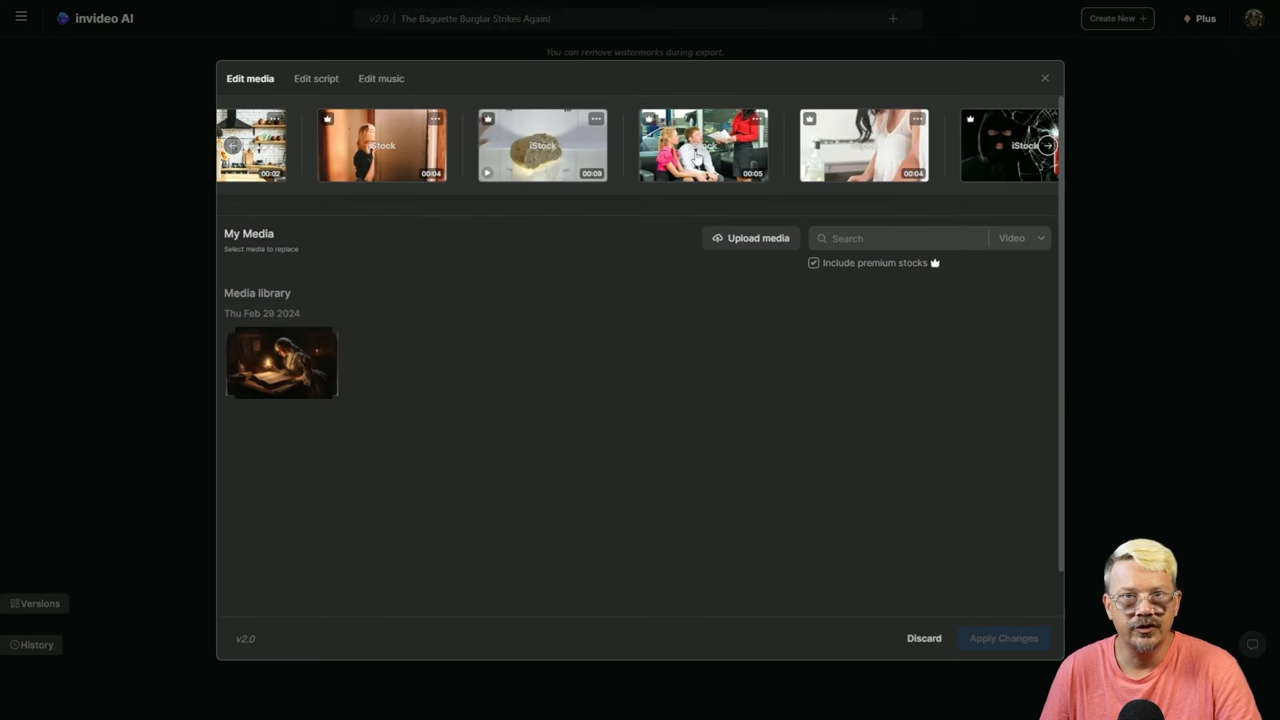 invideo AI
v2.0 | The Baguette Burglar Strikes Again!
Create New +
Plus
You can remove watermarks during export.
Edit media
Edit script
Edit music
iStock
iStock
iStock
iStock
00:02
00:04
00:09
00:05
00:04
My Media
Select media to replace
Upload media
Search
Video
Include premium stocks
Media library
Thu Feb 29 2024
Versions
History
v2.0
Discard
Apply Changes